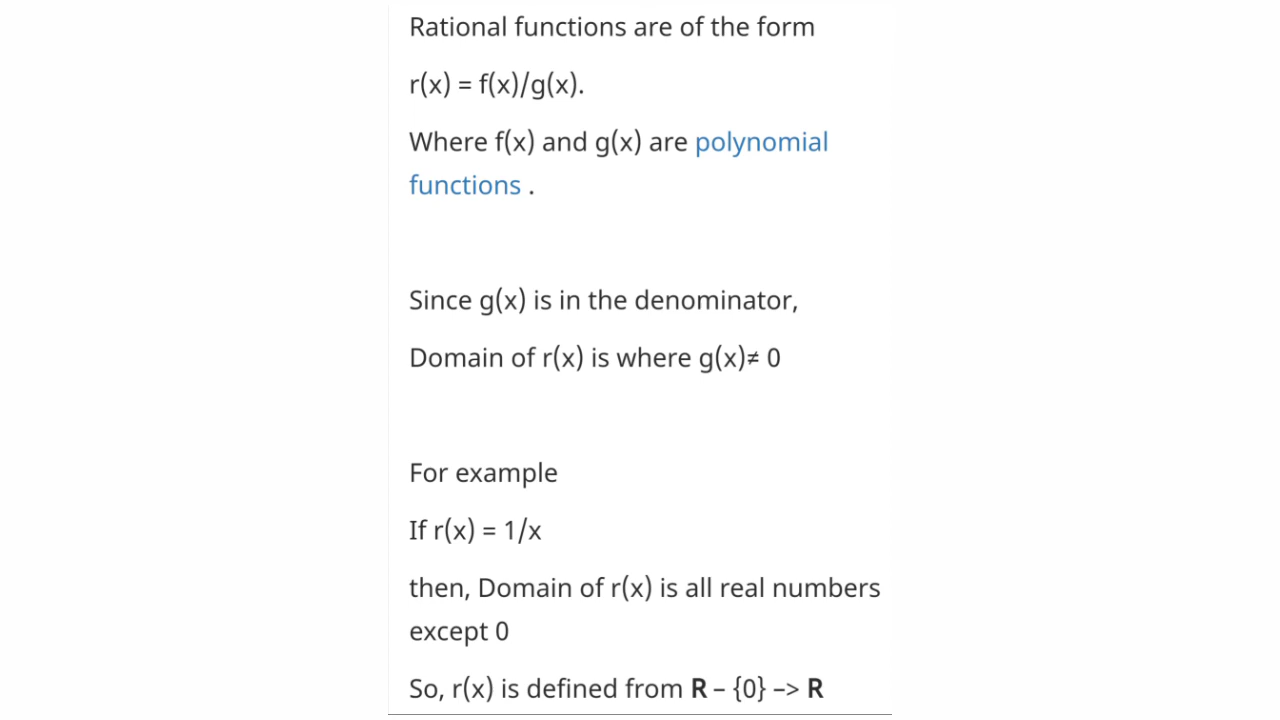 Rational functions are of the form
r(x) = f(x)/g(x).
Where f(x) and g(x) are polynomial
functions .
Since g(x) is in the denominator,
Domain of r(x) is where g(x)≠ 0
For example
If r(x) = 1/x
then, Domain of r(x) is all real numbers
except 0
So, r(x) is defined from R – {0} –> R